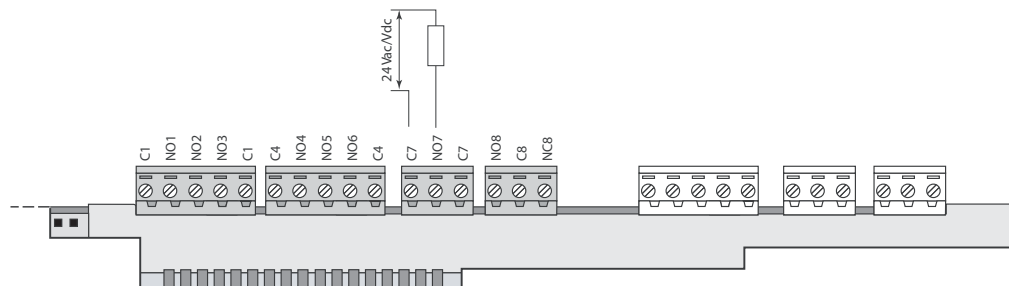 24Vac/Vdc
C1
NO1
NO2
NO3
C1
C4
NO4
NO5
NO6
C4
C7
NO7
C7
NO8
C8
NC8